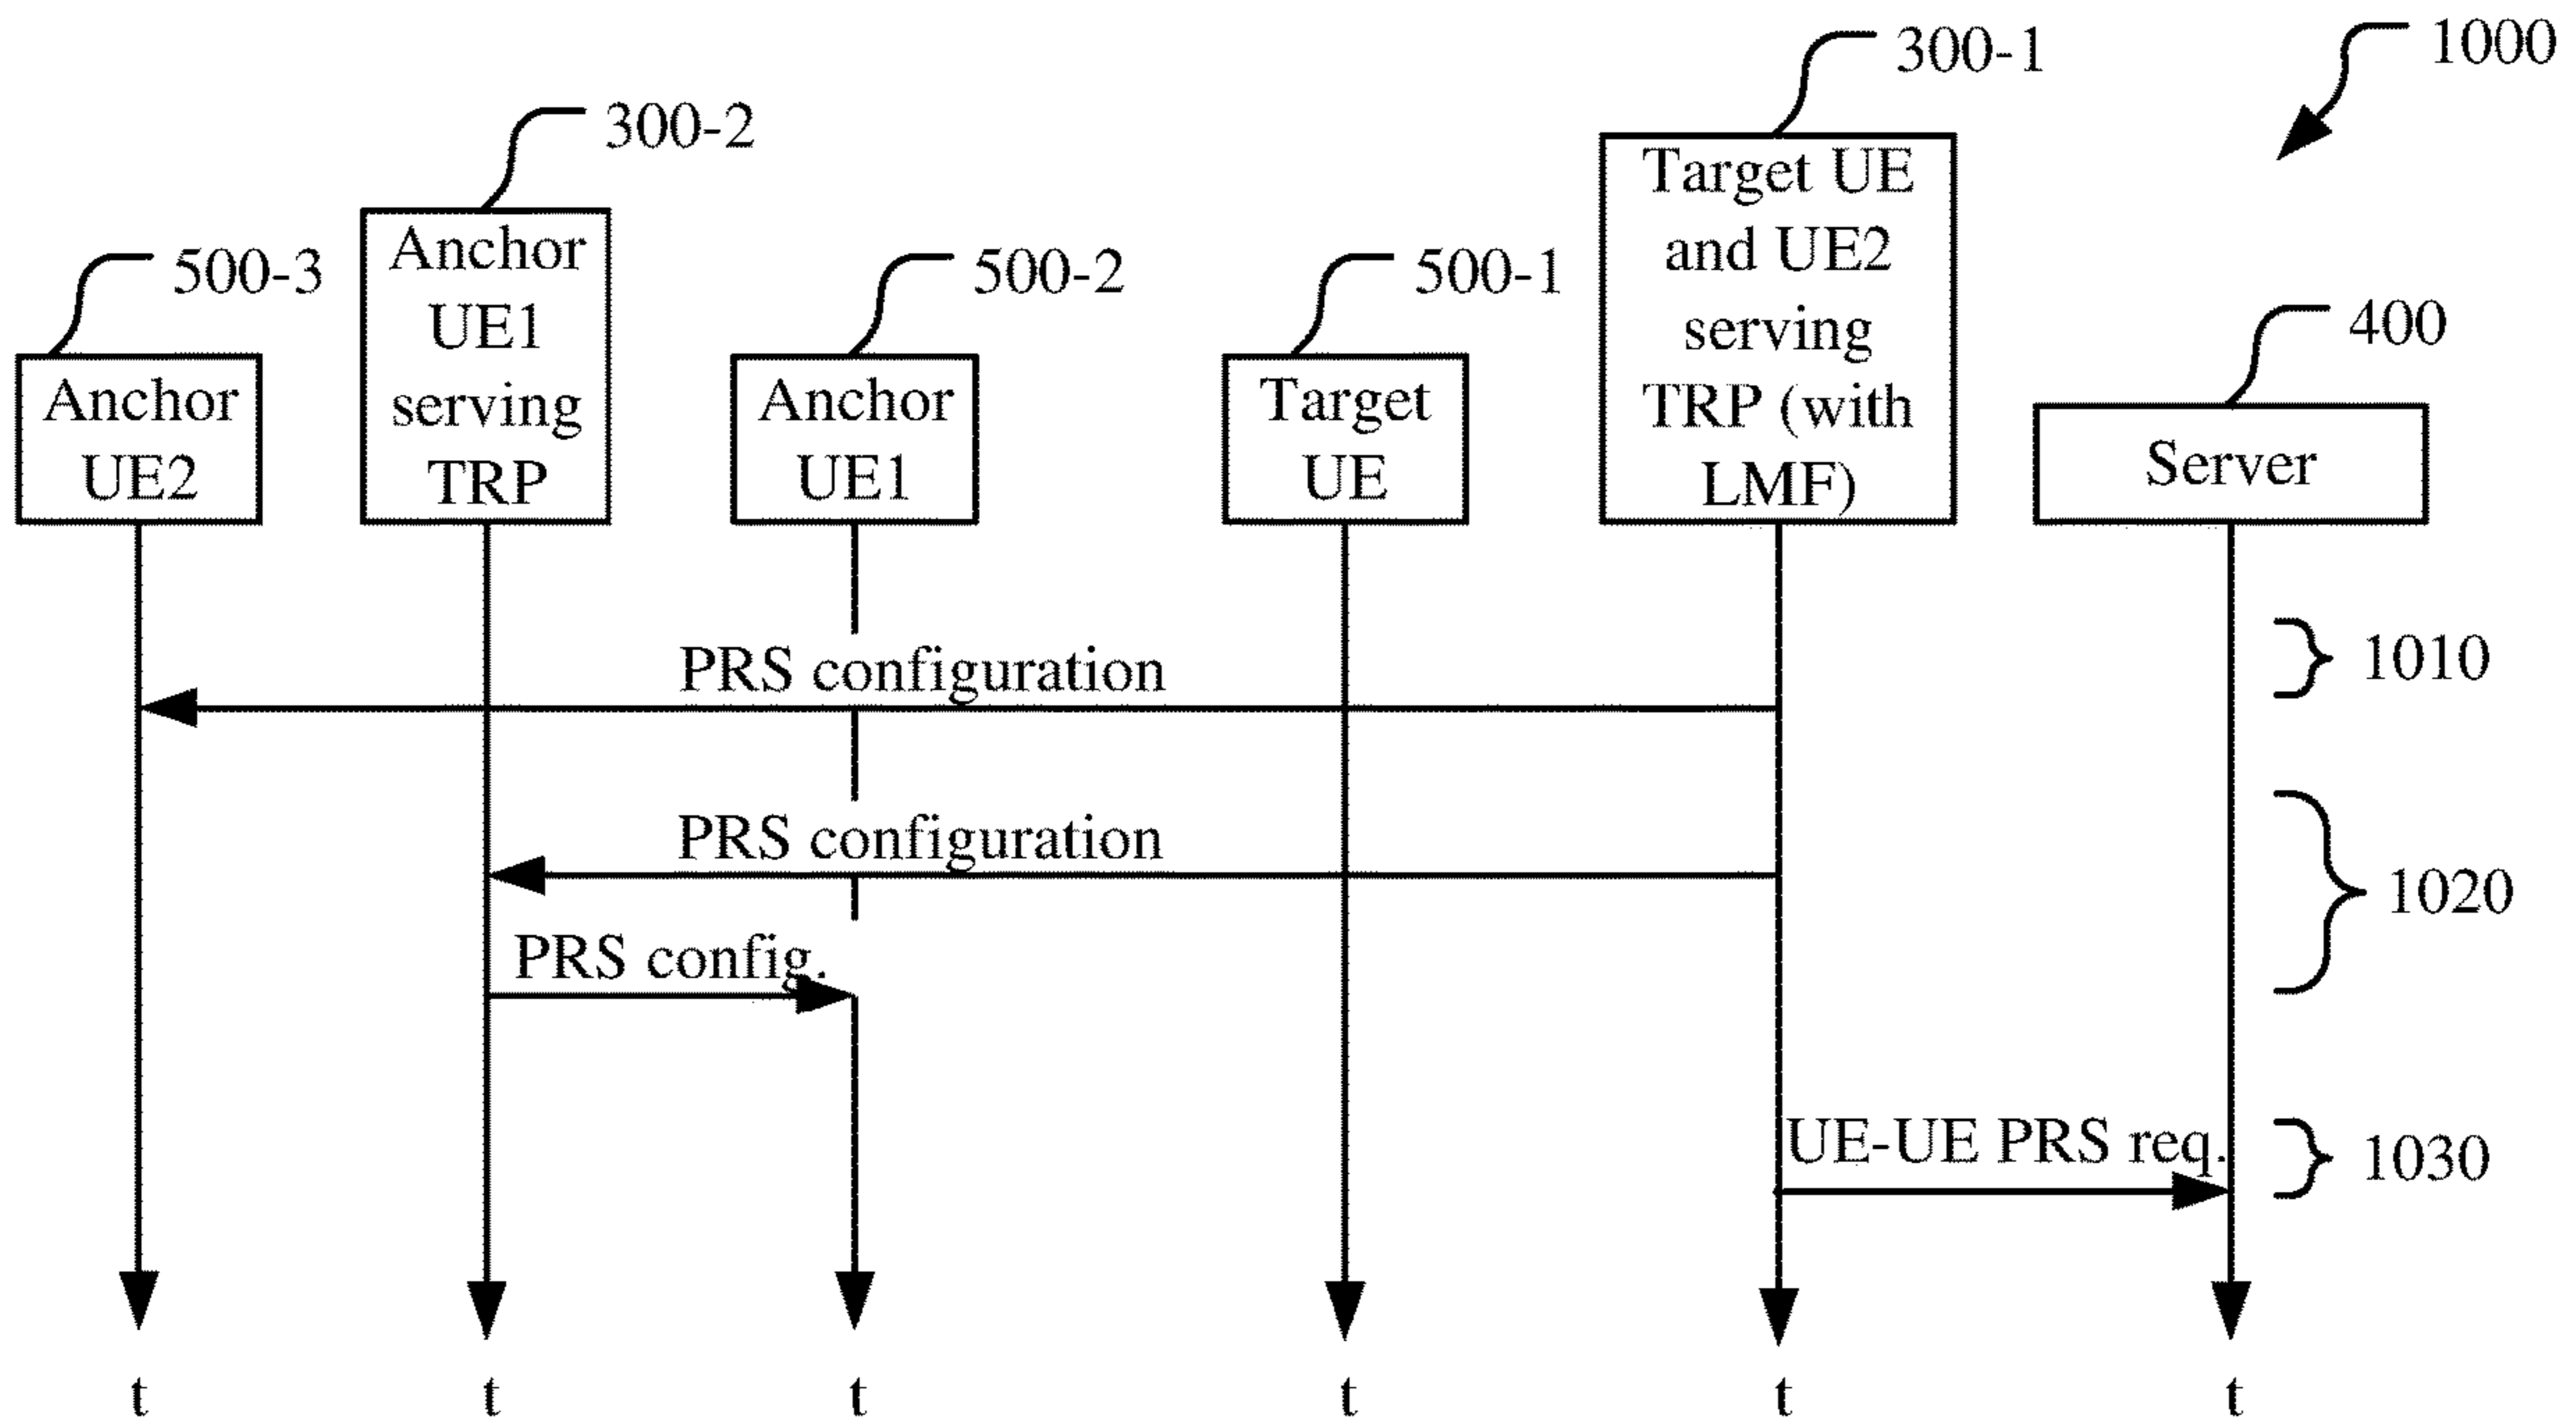 1000
300-1
300-2
500-3
500-2
500-1
400
Anchor
UE2
Anchor
UE1
serving
TRP
Anchor
UE1
Target
UE
Target UE
and UE2
serving
TRP (with
LMF)
Server
PRS configuration
1010
PRS configuration
1020
PRS config.
UE-UE PRS req.
1030
t
t
t
t
t
t